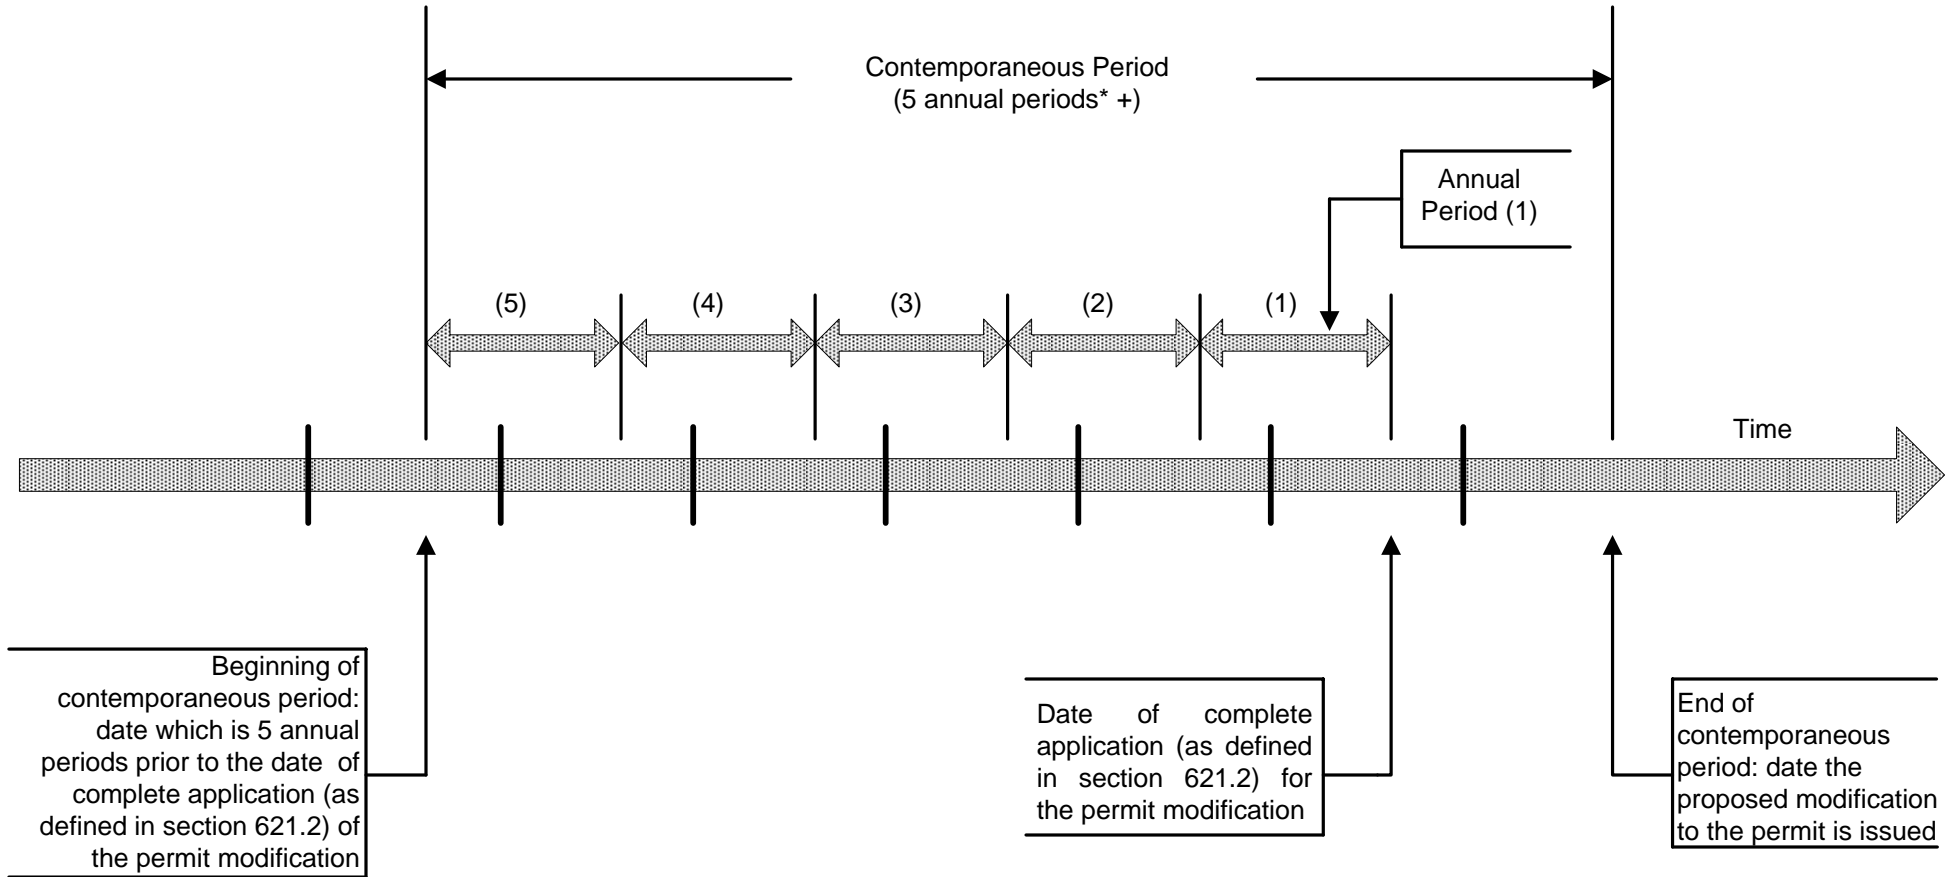 Contemporaneous Period
(5 annual periods* +)
Annual
Period (1)
(5)
(4)
(3)
(2)
(1)
Time
Beginning of
contemporaneous period:
date which is 5 annual
periods prior to the date of
complete application (as
defined in section 621.2) of
the permit modification
Date of complete
application (as defined
in section 621.2) for
the permit modification
End of
contemporaneous
period: date the
proposed modification
to the permit is issued